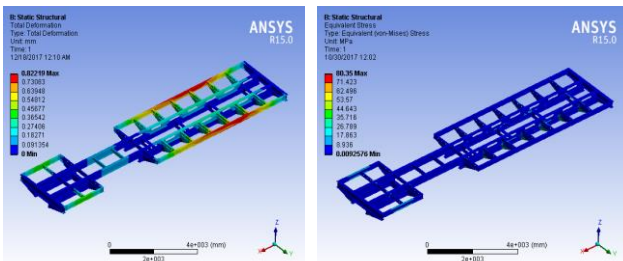 B: Static Structural
Total Deformation
Type: Total Deformation
Unit: mm
Time: 1
12/18/2017 12:10 AM
0.82219 Max
0.73083
0.63948
0.54812
0.45677
0.36542
0.27406
0.18271
0.091354
0 Min
ANSYS
R15.0
0
4e+003 (mm)
2e+003
Z
X
Y
B: Static Structural
Equivalent Stress
Type: Equivalent (von-Mises) Stress
Unit: MPa
Time: 1
10/30/2017 12:02
80.35 Max
71.423
62.496
53.57
44.643
35.716
26.789
17.863
8.936
0.0092576 Min
ANSYS
R15.0
0
4e+003 (mm)
2e+003
Z
X
Y